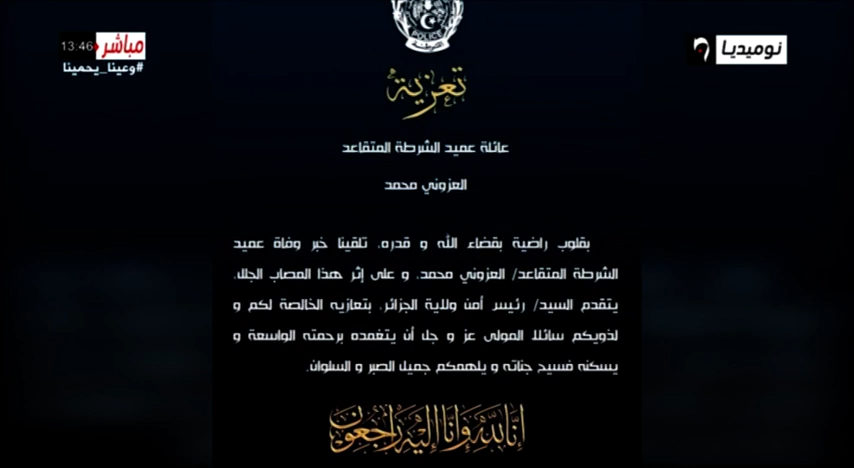 13:46 مباشر
#وعينا_يحمينا
نوميديا
POLICE
الشرطة
تعزية
عائلة عميد الشرطة المتقاعد
العزوني محمد
بقلوب راضية بقضاء الله و قدره، تلقينا خبر وفاة عميد
الشرطة المتقاعد/ العزوني محمد، و على إثر هذا المصاب الجلل،
يتقدم السيد/ رئيس أمن ولاية الجزائر، بتعازيه الخالصة لكم و
لذويكم سائلا المولى عز و جل أن يتغمده برحمته الواسعة و
يسكنه فسيح جناته و يلهمكم جميل الصبر و السلوان.
إنا لله وإنا إليه راجعون